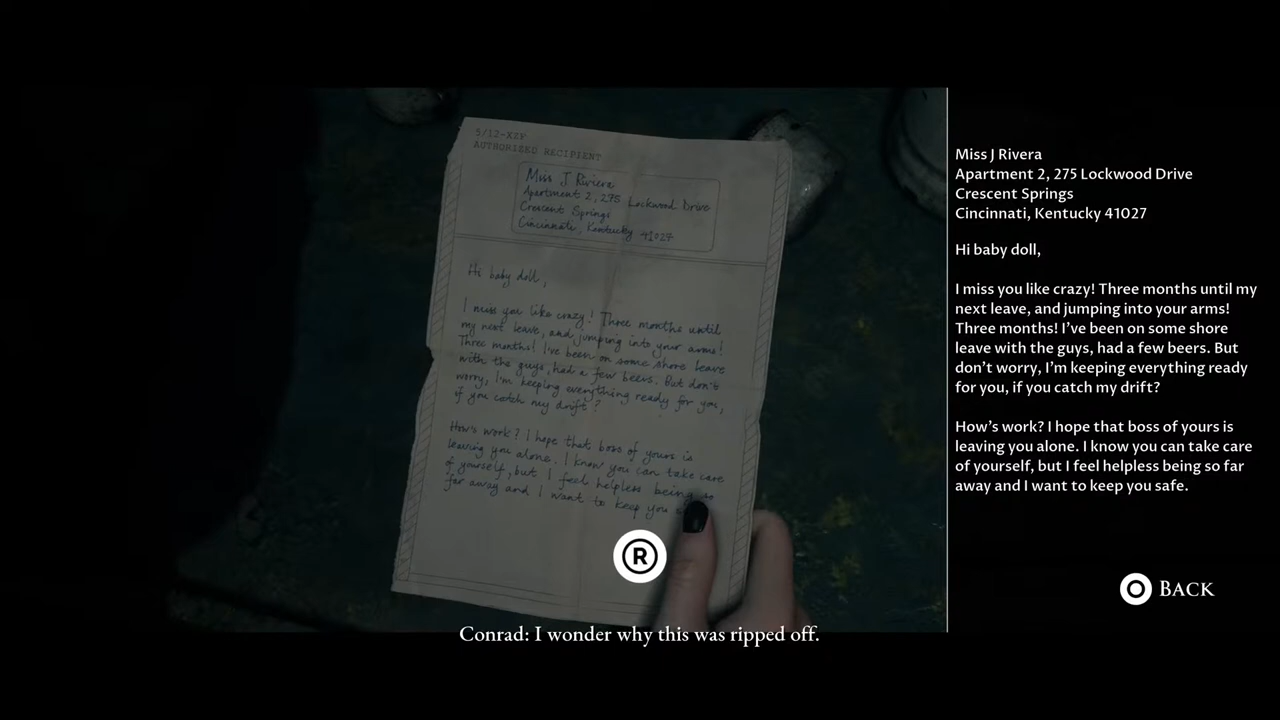 5/12-XZF
AUTHORISED RECIPIENT
Miss J Rivera
Apartment 2, 275 Lockwood Drive
Crescent Springs
Cincinnati, Kentucky 41027
Hi baby doll,
I miss you like crazy! Three months until
my next leave, and jumping into your arms!
Three months! I've been on some shore leave
with the guys, had a few beers. But don't
worry, I'm keeping everything ready for you,
if you catch my drift?
How's work? I hope that boss of yours is
leaving you alone. I know you can take care
of yourself, but I feel helpless being so
far away and I want to keep you
R
Conrad: I wonder why this was ripped off.
Miss J Rivera
Apartment 2, 275 Lockwood Drive
Crescent Springs
Cincinnati, Kentucky 41027
Hi baby doll,
I miss you like crazy! Three months until my
next leave, and jumping into your arms!
Three months! I've been on some shore
leave with the guys, had a few beers. But
don't worry, I'm keeping everything ready
for you, if you catch my drift?
How's work? I hope that boss of yours is
leaving you alone. I know you can take care
of yourself, but I feel helpless being so far
away and I want to keep you safe.
BACK